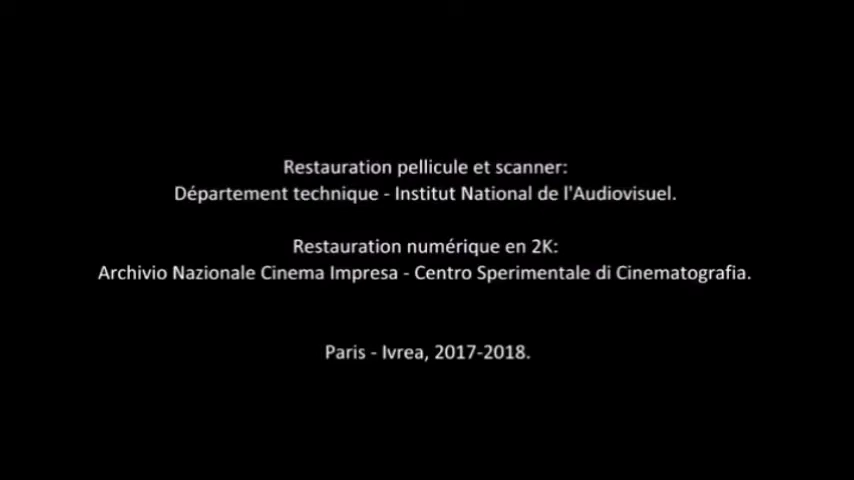 Restauration pellicule et scanner:
Département technique - Institut National de l'Audiovisuel.
Restauration numérique en 2K:
Archivio Nazionale Cinema Impresa - Centro Sperimentale di Cinematografia.
Paris - Ivrea, 2017-2018.